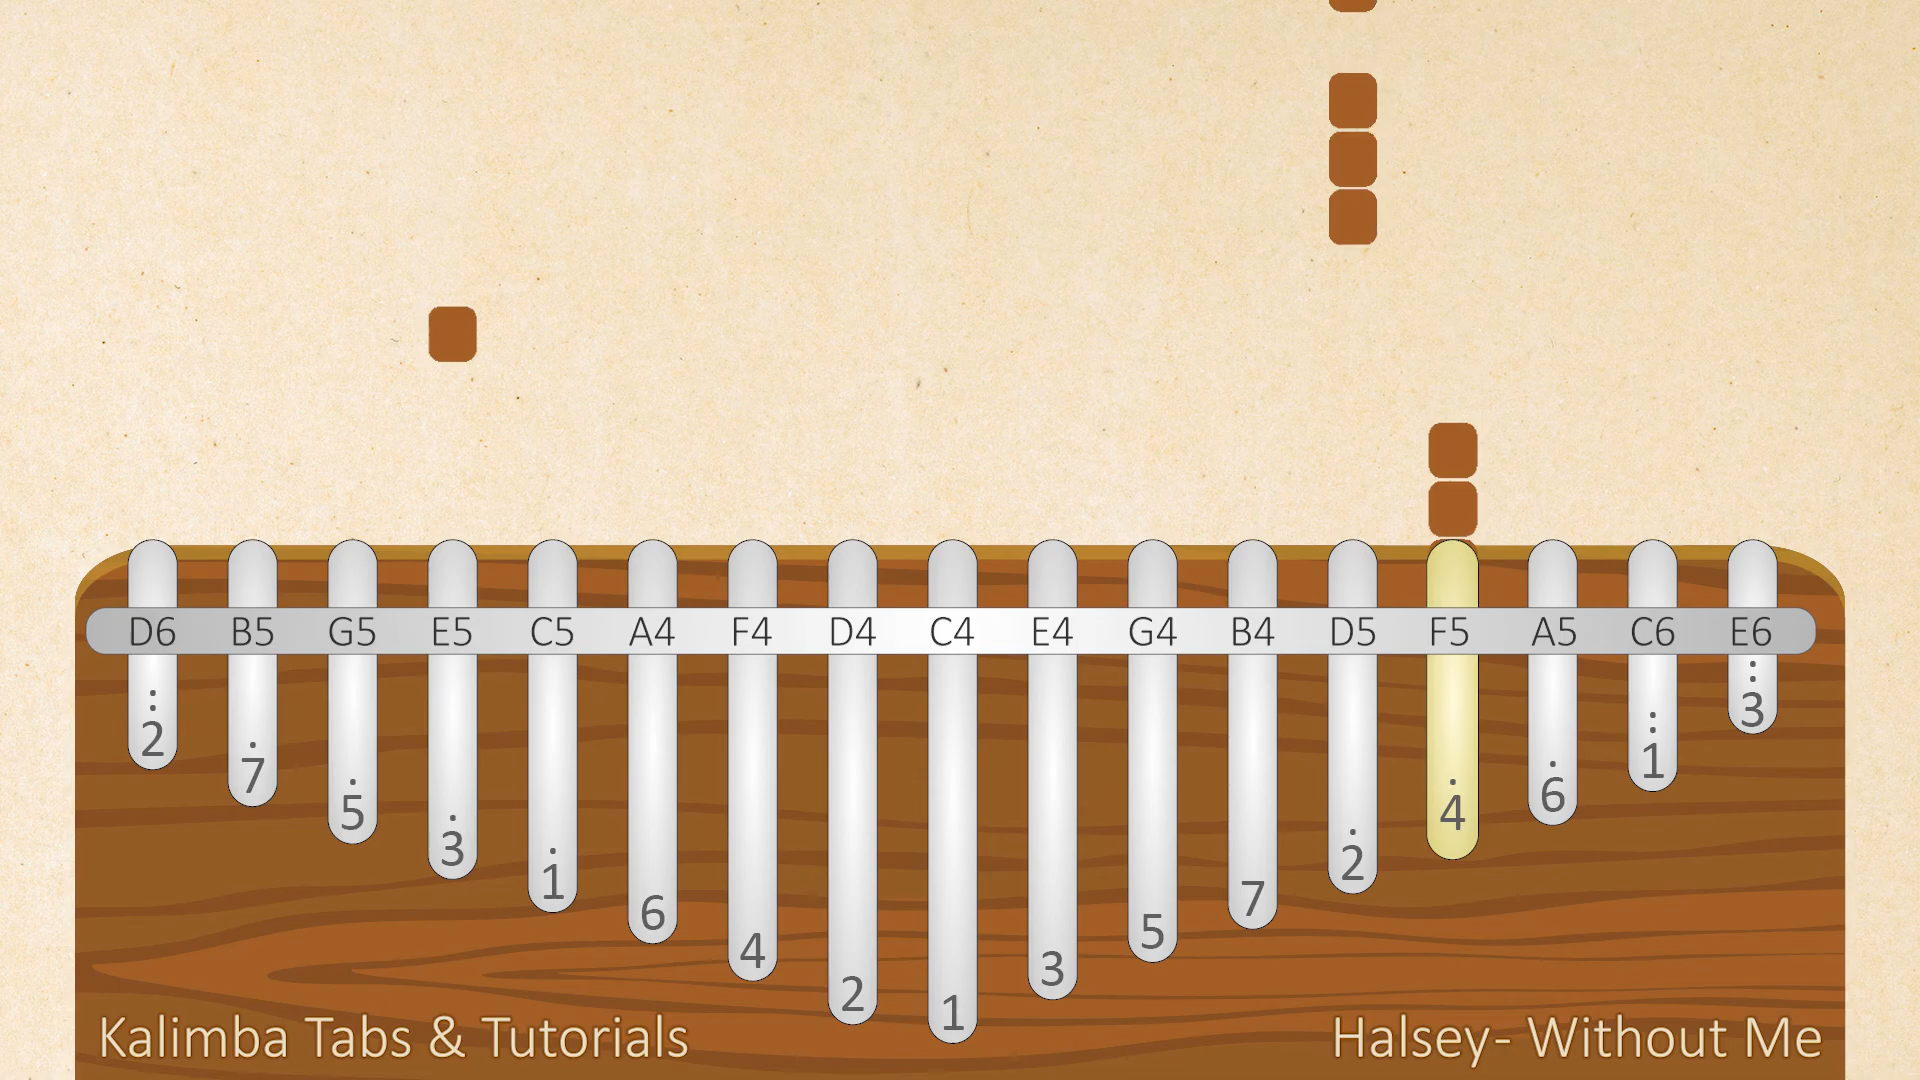 D6 B5 G5 E5 C5 A4 F4 D4 C4 E4 G4 B4 D5 F5 A5 C6 E6
2̈ 7̇ 5̇ 3̇ 1̇ 6 4 2 1 3 5 7 2̇ 4̇ 6̇ 1̈ 3̈
Kalimba Tabs & Tutorials
Halsey- Without Me